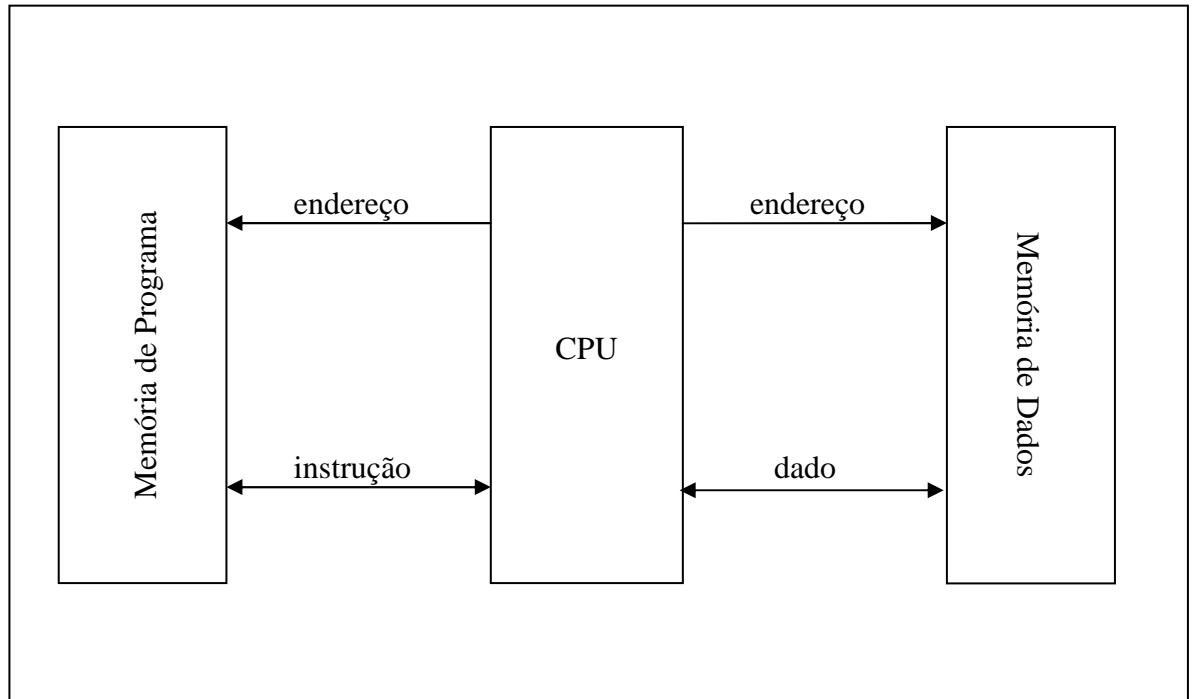 endereço
endereço
Memória de Programa
CPU
Memória de Dados
instrução
dado